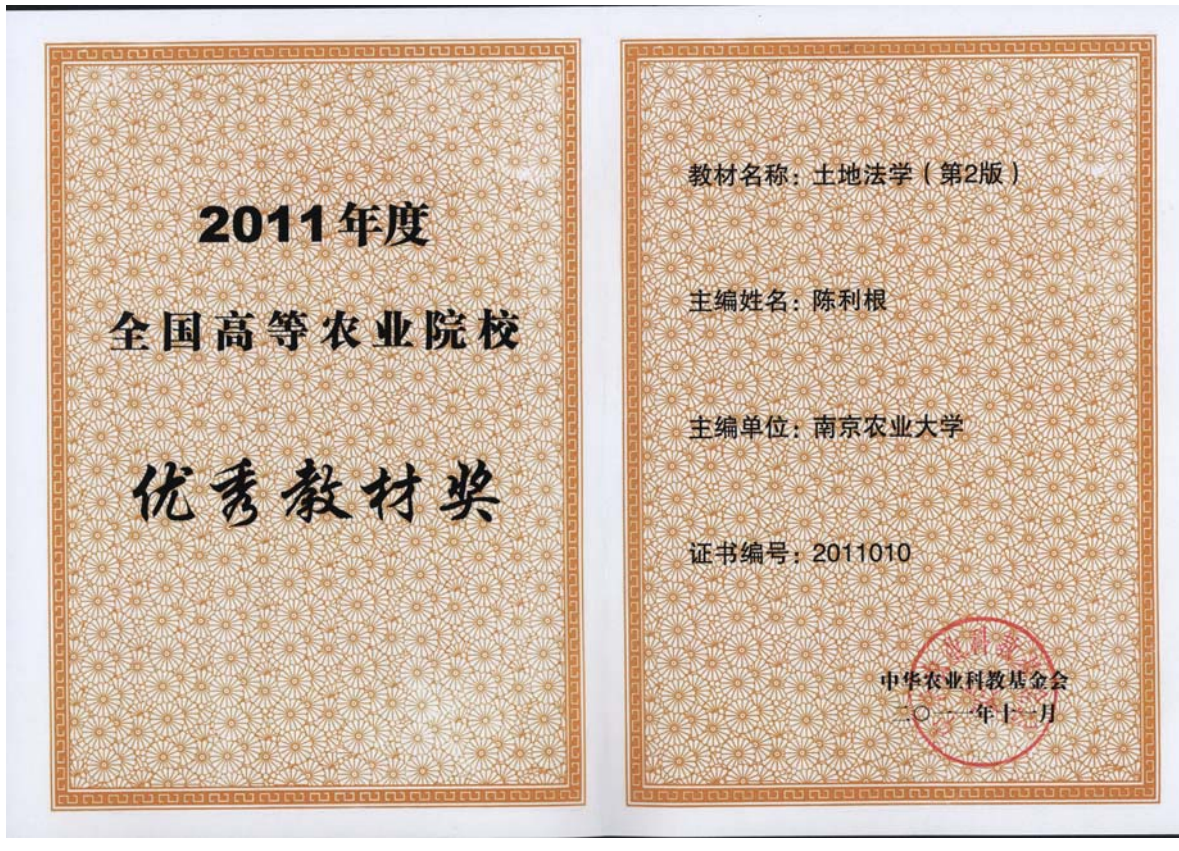 2011年度
全国高等农业院校
优秀教材奖
教材名称：土地法学（第2版）
主编姓名：陈利根
主编单位：南京农业大学
证书编号：2011010
中华农业科教基金会
二〇一一年十一月